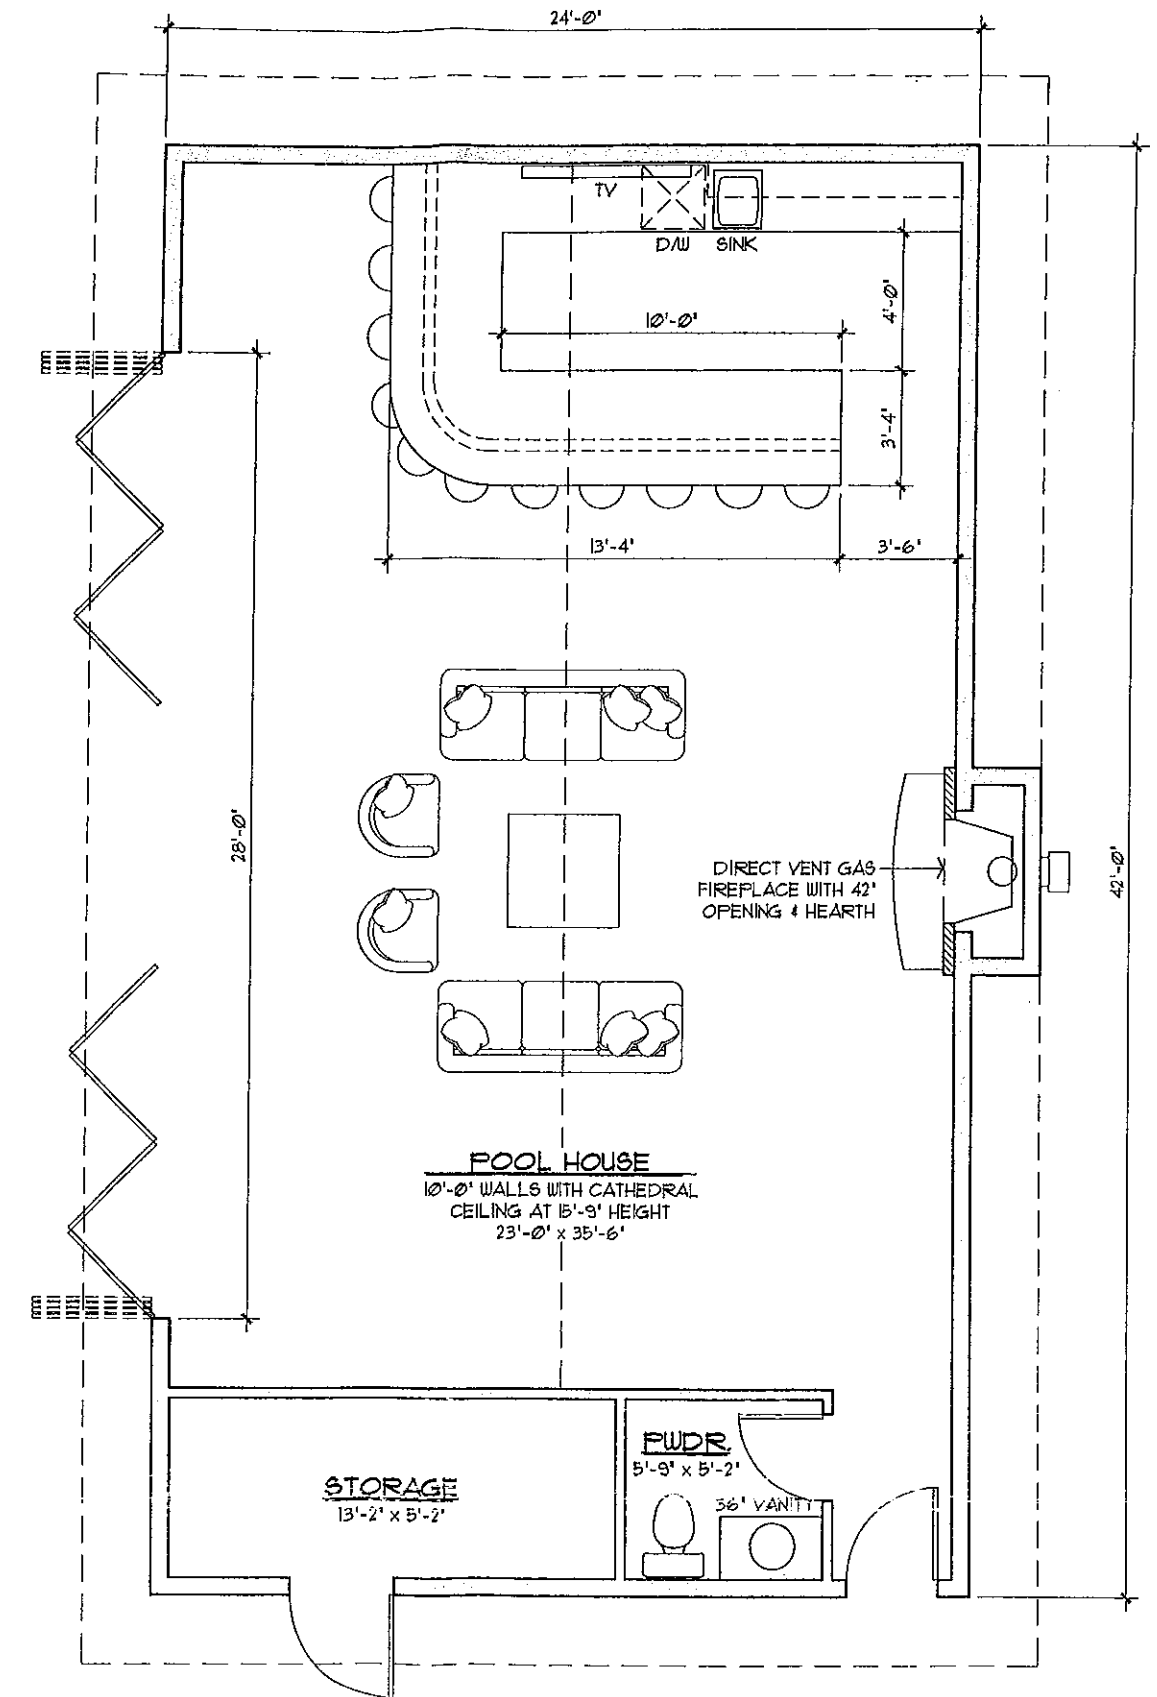 24'-0"
TV
D/W
SINK
10'-0"
4'-0"
3'-4"
13'-4"
3'-6"
28'-0"
42'-0"
DIRECT VENT GAS
FIREPLACE WITH 42"
OPENING & HEARTH
POOL HOUSE
10'-0" WALLS WITH CATHEDRAL
CEILING AT 15'-9" HEIGHT
23'-0" x 35'-6"
STORAGE
13'-2" x 5'-2"
PWDR.
5'-9" x 5'-2"
36" VANITY